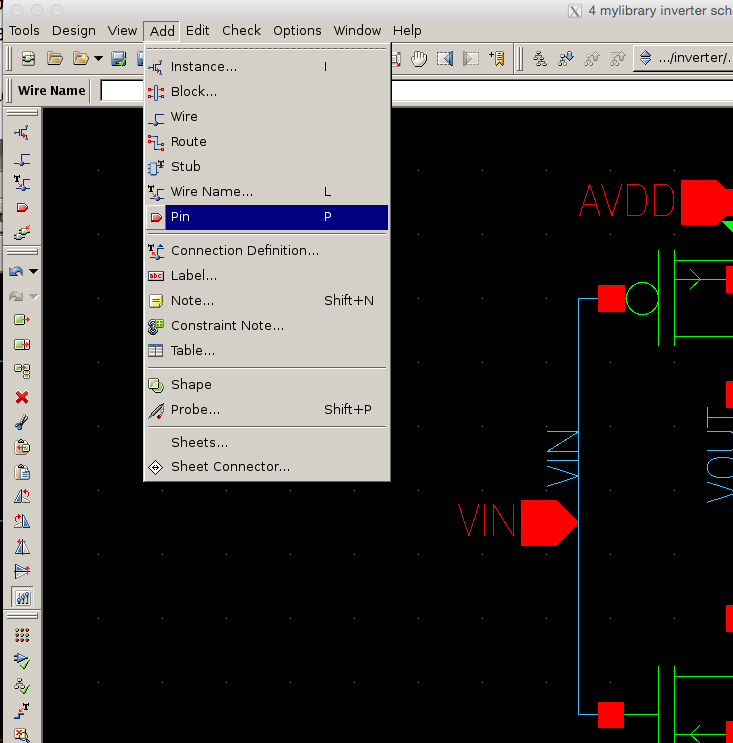 4 mylibrary inverter sch
Tools Design View Add Edit Check Options Window Help
.../inverter/.
Wire Name
Instance... I
Block...
Wire
Route
Stub
Wire Name... L
Pin P
Connection Definition...
abc Label...
Note... Shift+N
Constraint Note...
Table...
Shape
Probe... Shift+P
Sheets...
Sheet Connector...
AVDD
VIN
VOUT
VIN